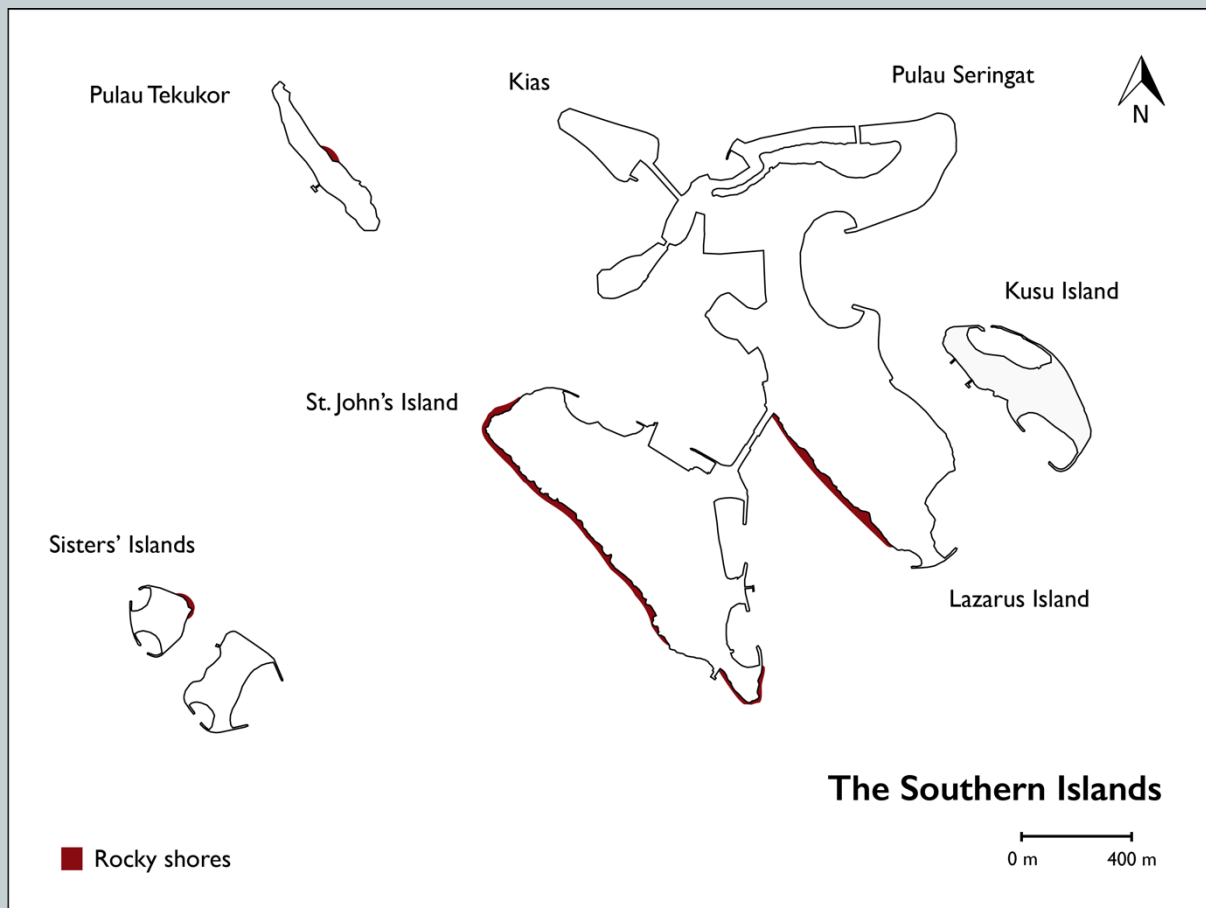 Pulau Tekukor
Kias
Pulau Seringat
N
Kusu Island
St. John's Island
Sisters' Islands
Lazarus Island
The Southern Islands
Rocky shores
0 m
400 m